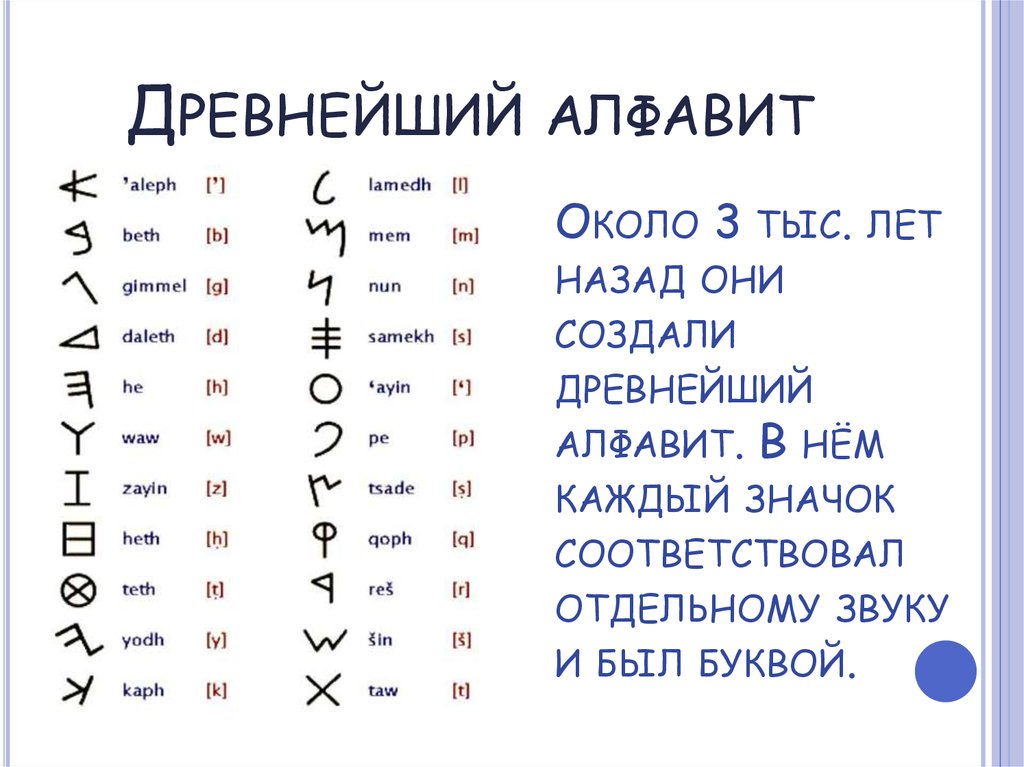 Древнейший алфавит
𐤀 ’aleph [’] 𐤋 lamedh [l]
𐤁 beth [b] 𐤌 mem [m]
𐤂 gimmel [g] 𐤍 nun [n]
𐤃 daleth [d] 𐤎 samekh [s]
𐤄 he [h] 𐤏 ‘ayin [‘]
𐤅 waw [w] 𐤐 pe [p]
𐤆 zayin [z] 𐤑 tsade [ṣ]
𐤇 heth [ḥ] 𐤒 qoph [q]
𐤈 teth [ṭ] 𐤓 reš [r]
𐤉 yodh [y] 𐤔 šin [š]
𐤊 kaph [k] 𐤕 taw [t]
Около 3 тыс. лет
назад они
создали
древнейший
алфавит. В нём
каждый значок
соответствовал
отдельному звуку
и был буквой.